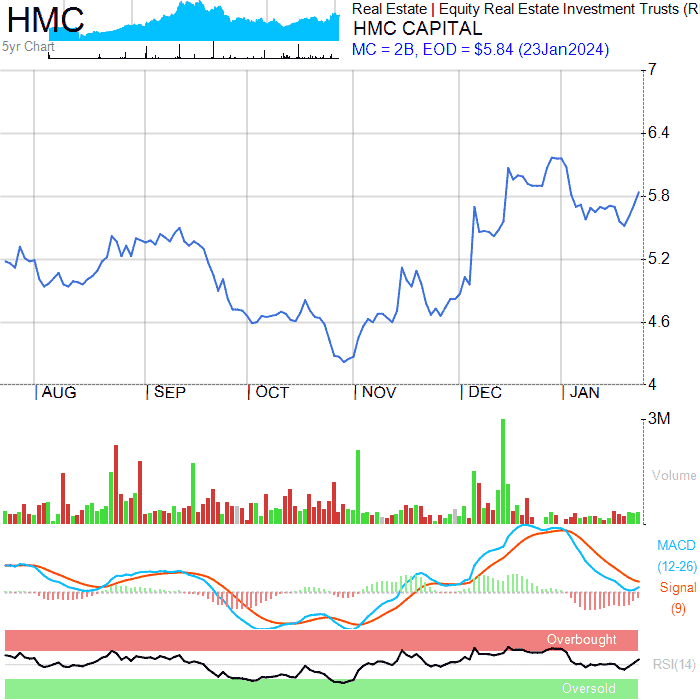 HMC
Real Estate | Equity Real Estate Investment Trusts (R
HMC CAPITAL
5yr Chart
MC = 2B, EOD = $5.84 (23Jan2024)
7
6.4
5.8
5.2
4.6
4
| AUG | SEP | OCT | NOV | DEC | JAN
3M
Volume
MACD
(12-26)
Signal
(9)
Overbought
RSI(14)
Oversold